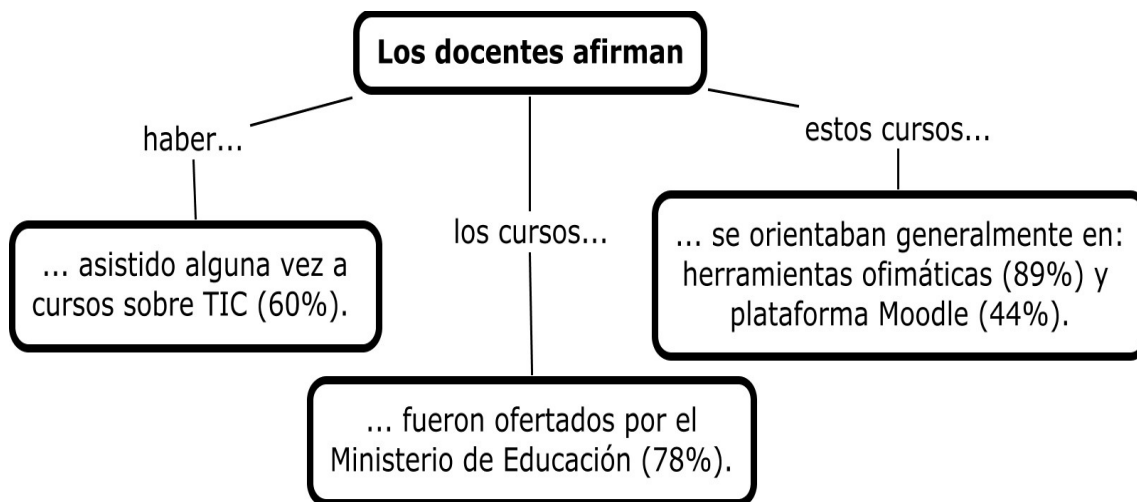 Los docentes afirman
haber...
... asistido alguna vez a
cursos sobre TIC (60%).
los cursos...
... fueron ofertados por el
Ministerio de Educación (78%).
estos cursos...
... se orientaban generalmente en:
herramientas ofimáticas (89%) y
plataforma Moodle (44%).